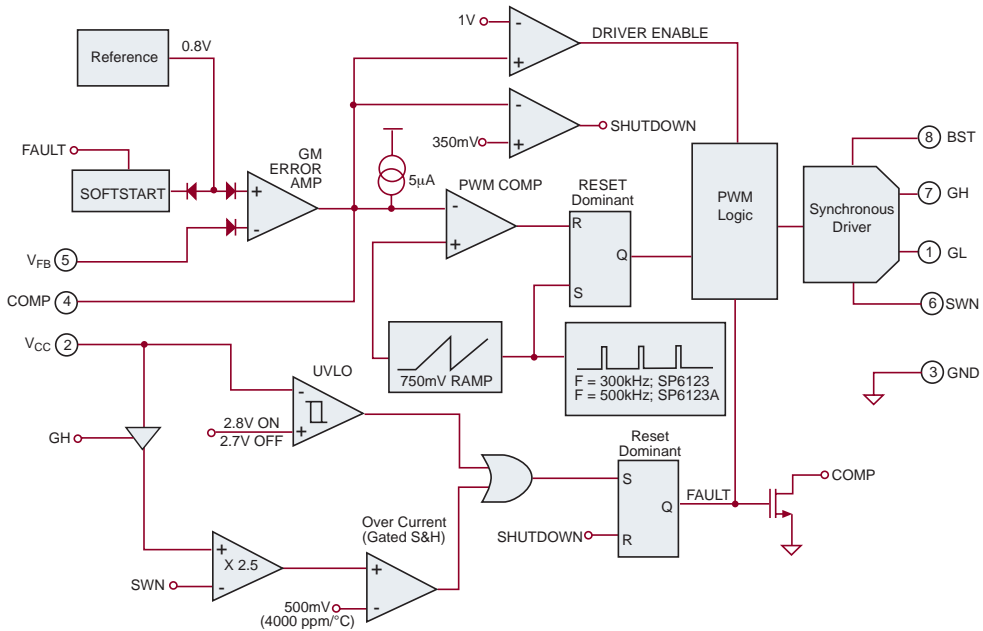 1V
-
+
DRIVER ENABLE
Reference
0.8V
-
+
350mV
SHUTDOWN
FAULT
SOFTSTART
GM
ERROR
AMP
+
-
5µA
PWM COMP
-
+
RESET
Dominant
R
Q
S
PWM
Logic
Synchronous
Driver
8 BST
7 GH
1 GL
6 SWN
3 GND
VFB 5
COMP 4
VCC 2
750mV RAMP
F = 300kHz; SP6123
F = 500kHz; SP6123A
UVLO
-
+
2.8V ON
2.7V OFF
GH
Reset
Dominant
S
Q
R
FAULT
COMP
SHUTDOWN
Over Current
(Gated S&H)
+
-
X 2.5
SWN
+
-
500mV
(4000 ppm/°C)